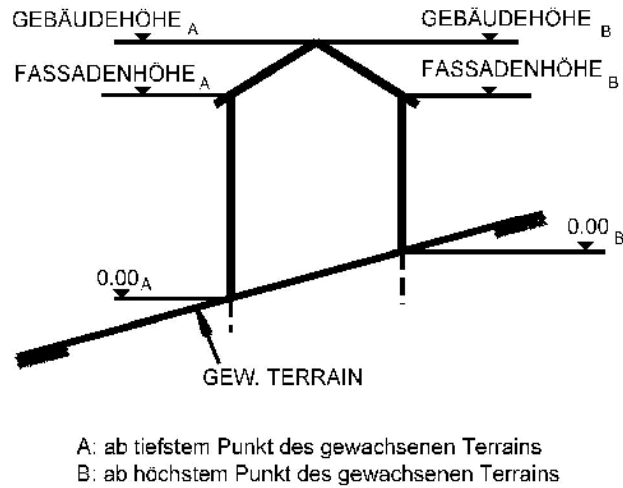 GEBÄUDEHÖHE A GEBÄUDEHÖHE B
FASSADENHÖHE A FASSADENHÖHE B
0.00 B
0.00 A
GEW. TERRAIN
A: ab tiefstem Punkt des gewachsenen Terrains
B: ab höchstem Punkt des gewachsenen Terrains